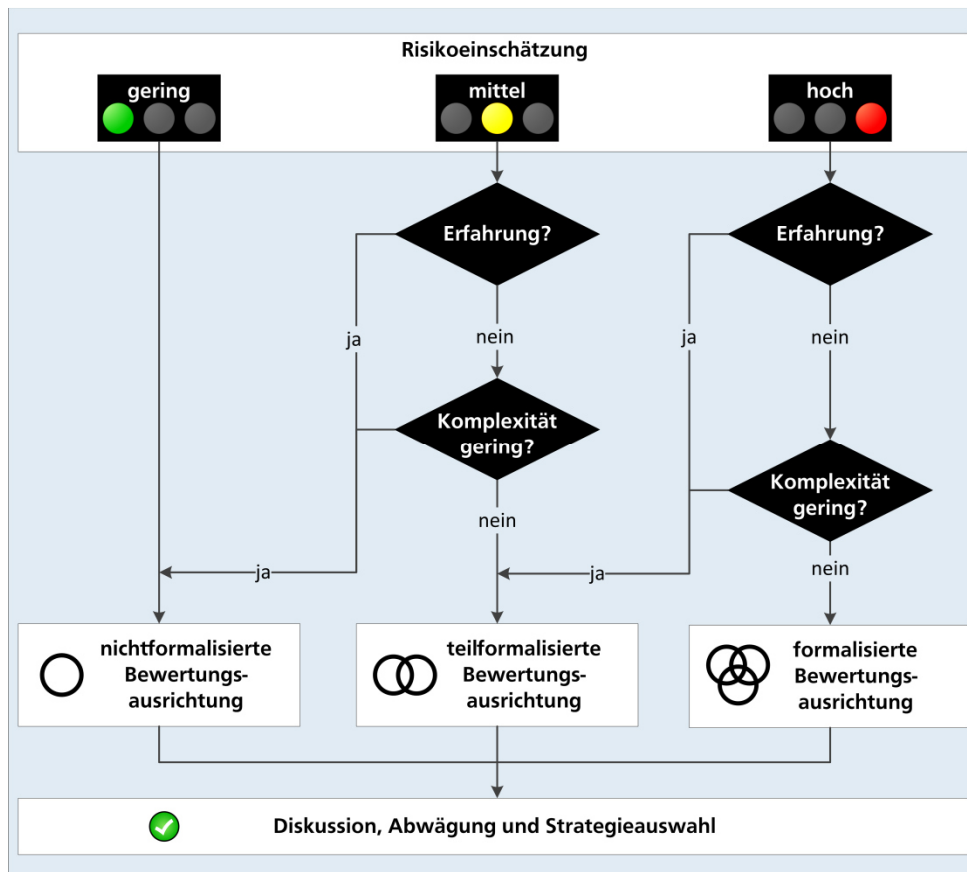 Risikoeinschätzung
gering
mittel
hoch
Erfahrung?
Erfahrung?
ja
nein
ja
nein
Komplexität
gering?
Komplexität
gering?
nein
ja
ja
nein
nichtformalisierte
Bewertungs-
ausrichtung
teilformalisierte
Bewertungs-
ausrichtung
formalisierte
Bewertungs-
ausrichtung
Diskussion, Abwägung und Strategieauswahl